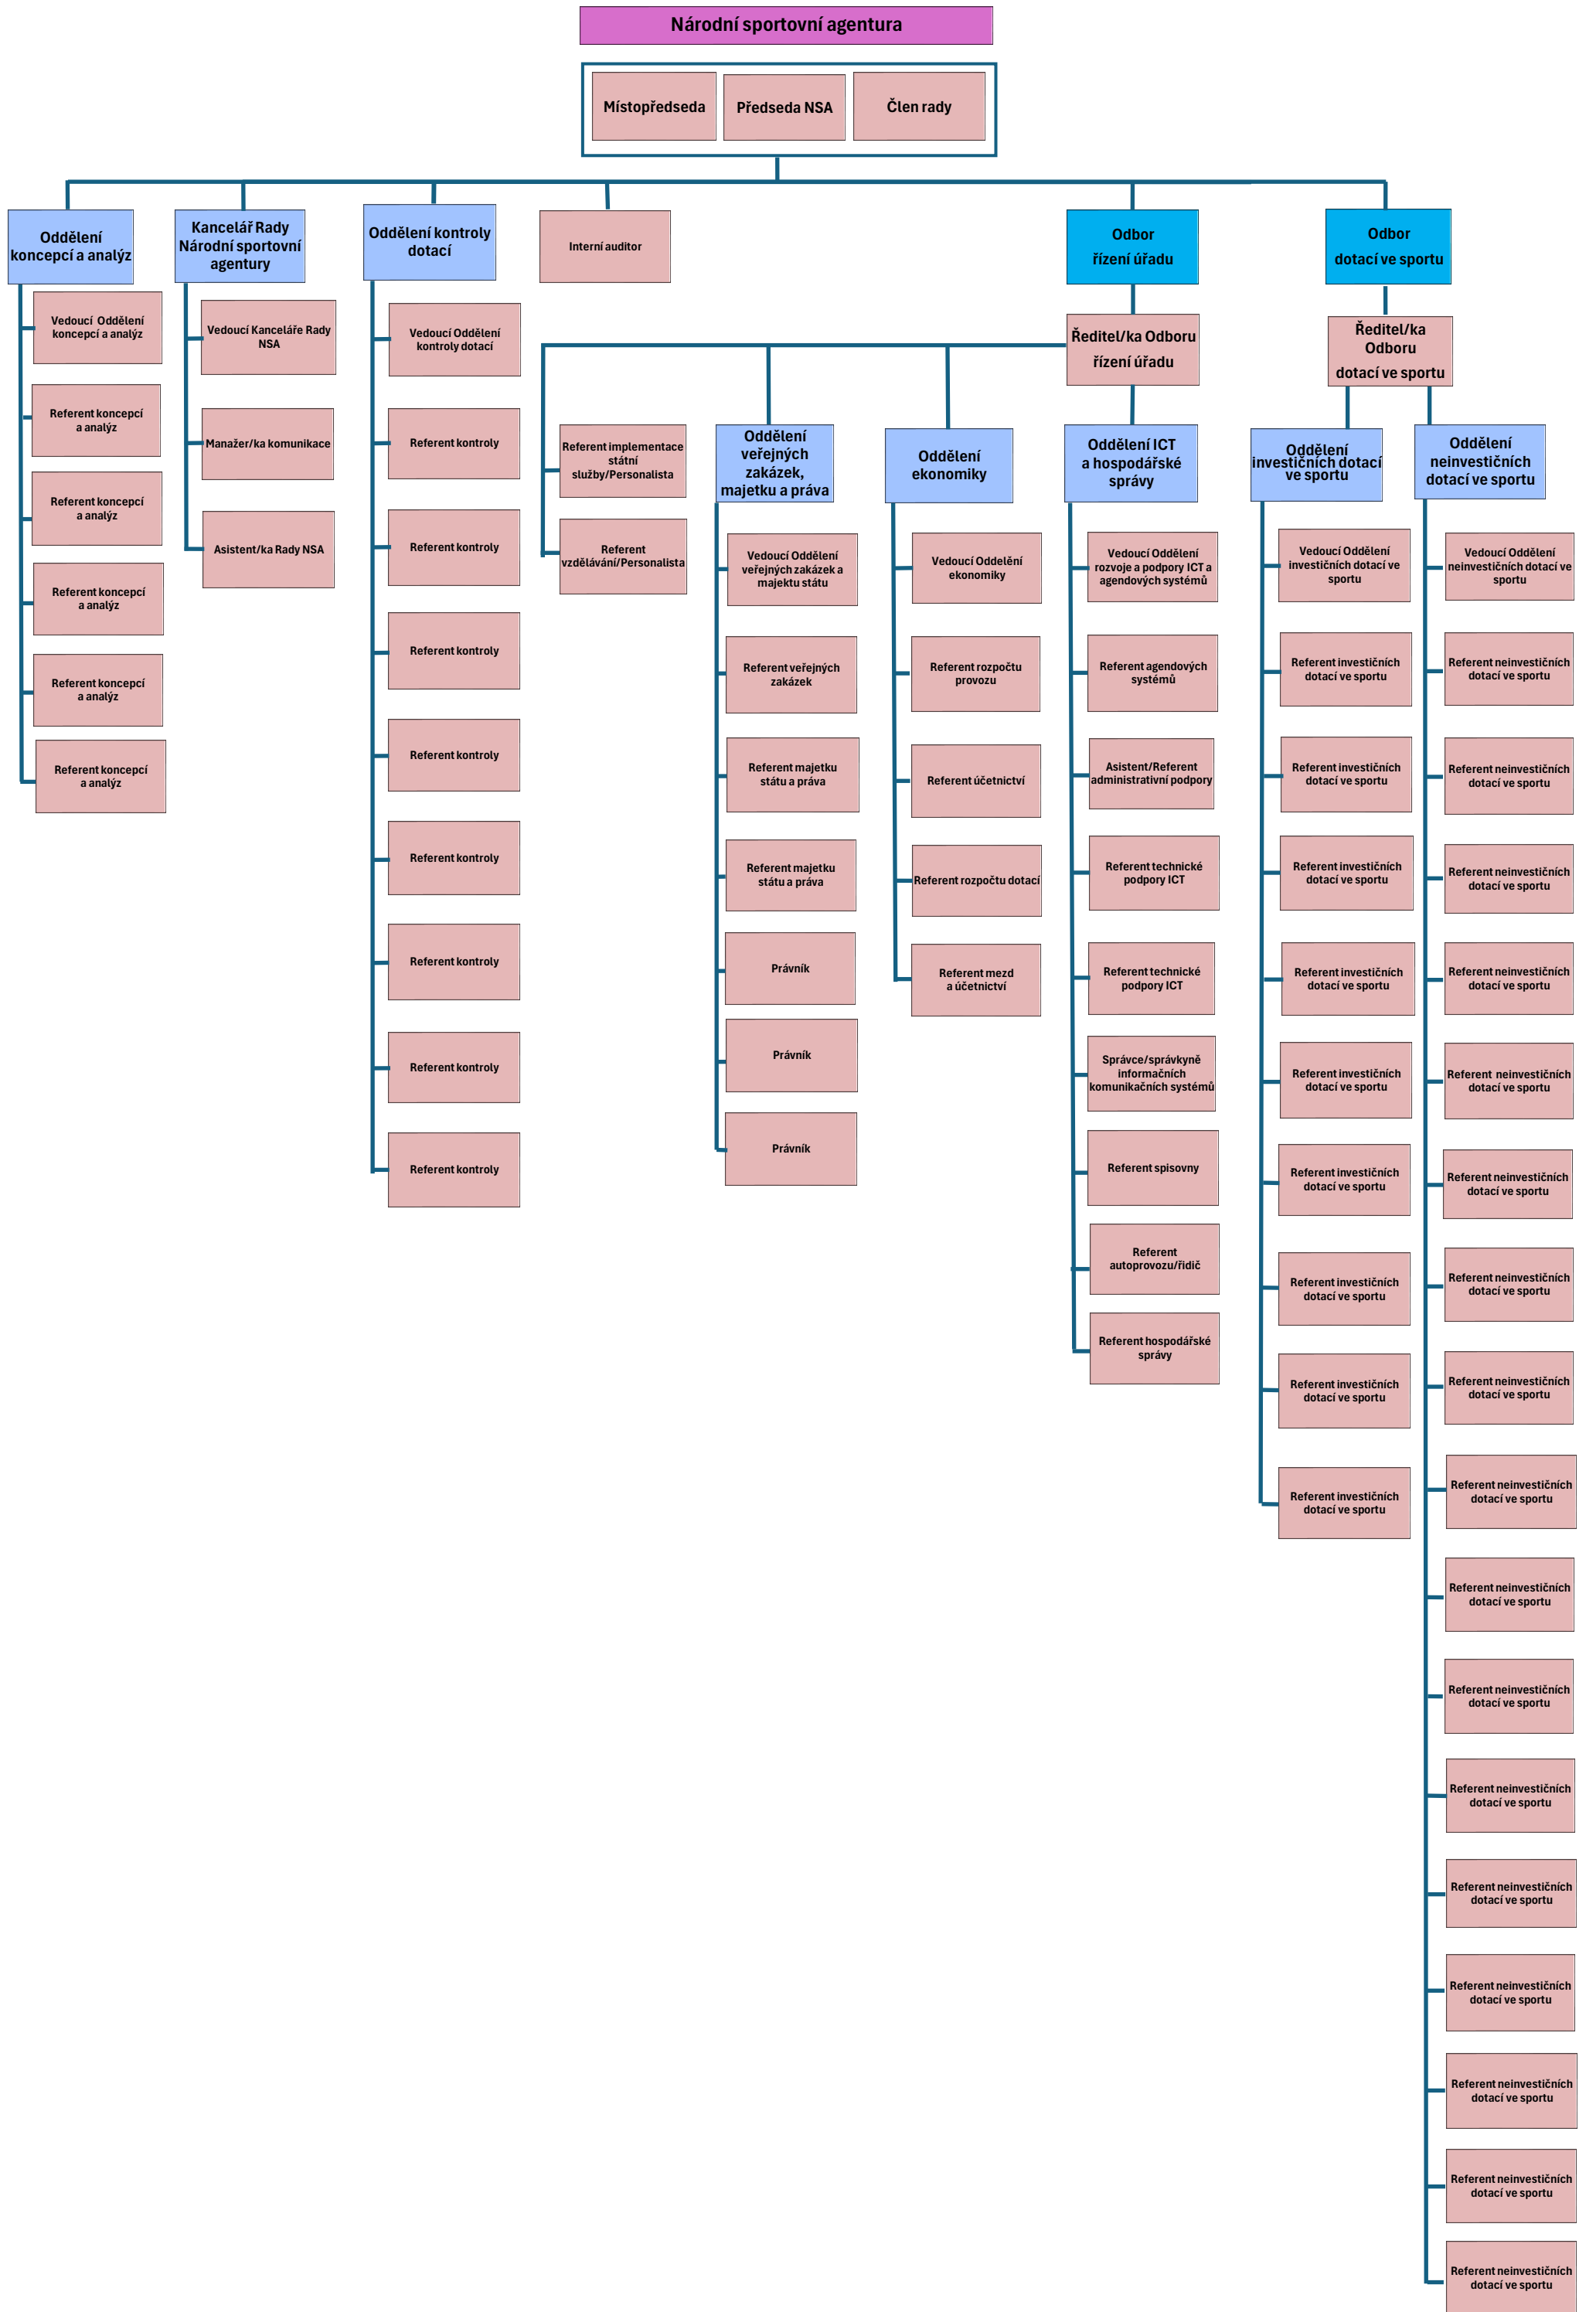 Národní sportovní agentura
Místopředseda
Předseda NSA
Člen rady
Oddělení
koncepcí a analýz
Vedoucí Oddělení
koncepcí a analýz
Referent koncepcí
a analýz
Referent koncepcí
a analýz
Referent koncepcí
a analýz
Referent koncepcí
a analýz
Referent koncepcí
a analýz
Kancelář Rady
Národní sportovní
agentury
Vedoucí Kanceláře Rady
NSA
Manažer/ka komunikace
Asistent/ka Rady NSA
Oddělení kontroly
dotací
Vedoucí Oddělení
kontroly dotací
Referent kontroly
Referent kontroly
Referent kontroly
Referent kontroly
Referent kontroly
Referent kontroly
Referent kontroly
Referent kontroly
Interní auditor
Odbor
řízení úřadu
Ředitel/ka Odboru
řízení úřadu
Referent implementace
státní
služby/Personalista
Referent
vzdělávání/Personalista
Oddělení
veřejných
zakázek,
majetku a práva
Vedoucí Oddělení
veřejných zakázek a
majektu státu
Referent veřejných
zakázek
Referent majetku
státu a práva
Referent majetku
státu a práva
Právník
Právník
Právník
Oddělení
ekonomiky
Vedoucí Oddelění
ekonomiky
Referent rozpočtu
provozu
Referent účetnictví
Referent rozpočtu dotací
Referent mezd
a účetnictví
Oddělení ICT
a hospodářské
správy
Vedoucí Oddělení
rozvoje a podpory ICT a
agendových systémů
Referent agendových
systémů
Asistent/Referent
administrativní podpory
Referent technické
podpory ICT
Referent technické
podpory ICT
Správce/správkyně
informačních
komunikačních systémů
Referent spisovny
Referent
autoprovozu/řidič
Referent hospodářské
správy
Odbor
dotací ve sportu
Ředitel/ka
Odboru
dotací ve sportu
Oddělení
investičních dotací
ve sportu
Vedoucí Oddělení
investičních dotací ve
sportu
Referent investičních
dotací ve sportu
Referent investičních
dotací ve sportu
Referent investičních
dotací ve sportu
Referent investičních
dotací ve sportu
Referent investičních
dotací ve sportu
Referent investičních
dotací ve sportu
Referent investičních
dotací ve sportu
Referent investičních
dotací ve sportu
Referent investičních
dotací ve sportu
Oddělení
neinvestičních
dotací ve sportu
Vedoucí Oddělení
neinvestičních dotací ve
sportu
Referent neinvestičních
dotací ve sportu
Referent neinvestičních
dotací ve sportu
Referent neinvestičních
dotací ve sportu
Referent neinvestičních
dotací ve sportu
Referent neinvestičních
dotací ve sportu
Referent neinvestičních
dotací ve sportu
Referent neinvestičních
dotací ve sportu
Referent neinvestičních
dotací ve sportu
Referent neinvestičních
dotací ve sportu
Referent neinvestičních
dotací ve sportu
Referent neinvestičních
dotací ve sportu
Referent neinvestičních
dotací ve sportu
Referent neinvestičních
dotací ve sportu
Referent neinvestičních
dotací ve sportu
Referent neinvestičních
dotací ve sportu
Referent neinvestičních
dotací ve sportu
Referent neinvestičních
dotací ve sportu